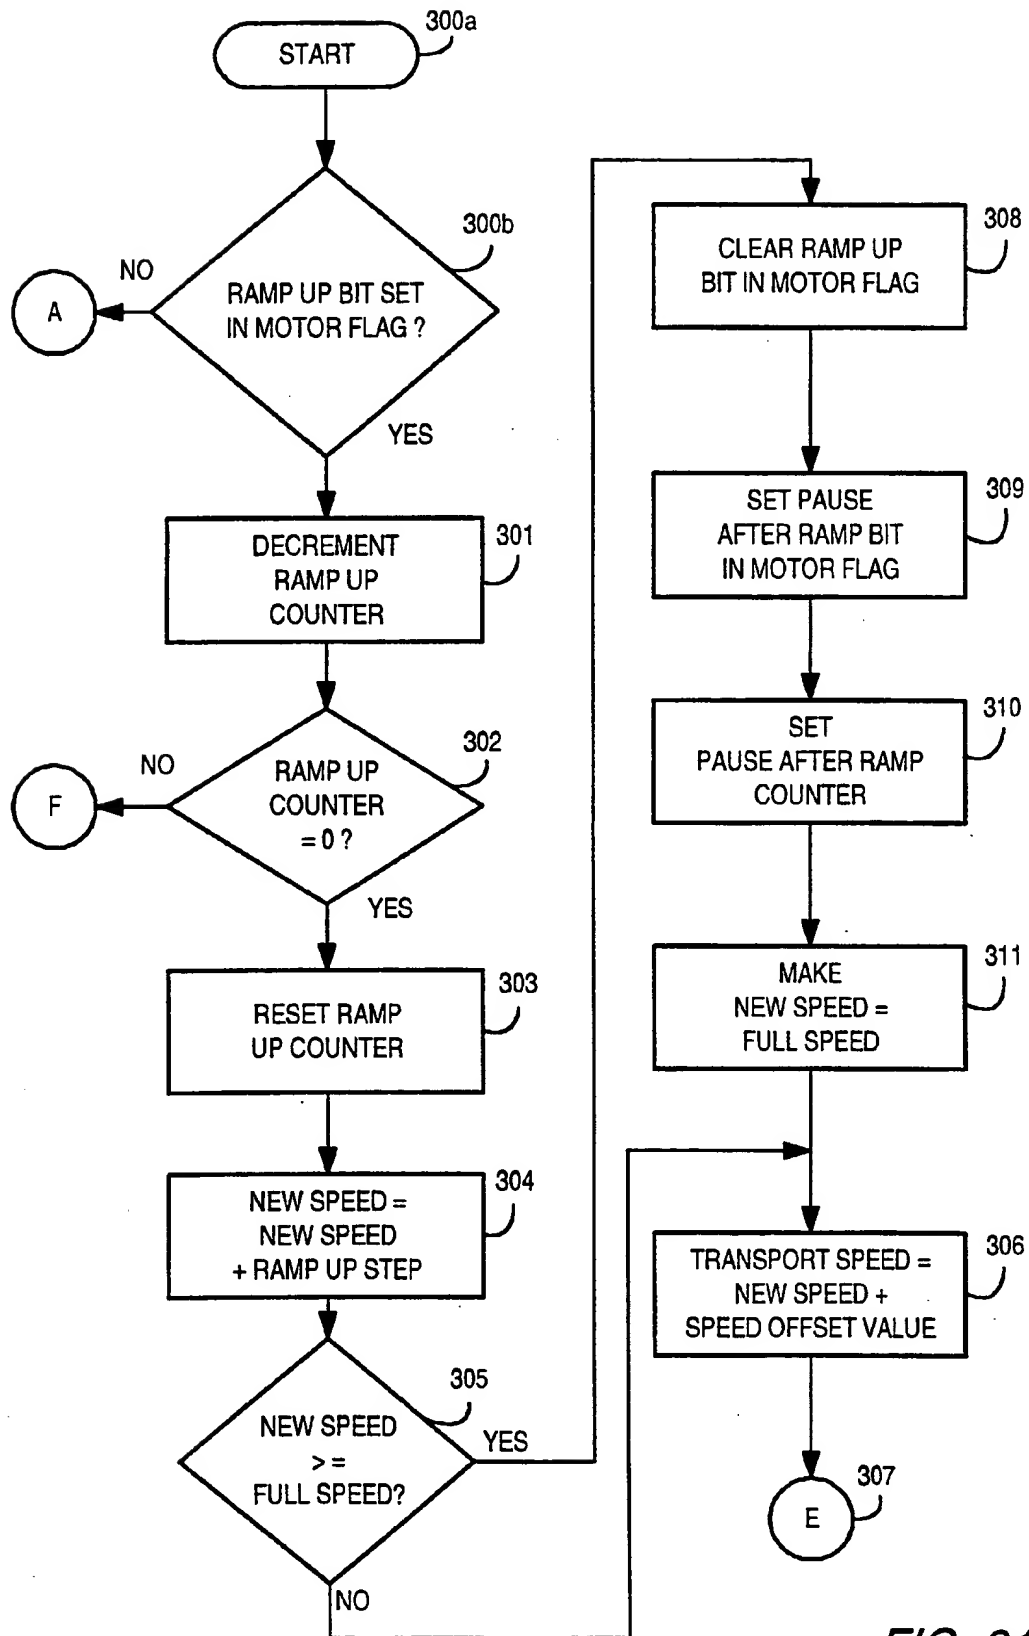 START
300a
RAMP UP BIT SET
IN MOTOR FLAG ?
300b
NO
A
YES
DECREMENT
RAMP UP
COUNTER
301
RAMP UP
COUNTER
= 0 ?
302
NO
F
YES
RESET RAMP
UP COUNTER
303
NEW SPEED =
NEW SPEED
+ RAMP UP STEP
304
NEW SPEED
> =
FULL SPEED?
305
YES
NO
CLEAR RAMP UP
BIT IN MOTOR FLAG
308
SET PAUSE
AFTER RAMP BIT
IN MOTOR FLAG
309
SET
PAUSE AFTER RAMP
COUNTER
310
MAKE
NEW SPEED =
FULL SPEED
311
TRANSPORT SPEED =
NEW SPEED +
SPEED OFFSET VALUE
306
E
307